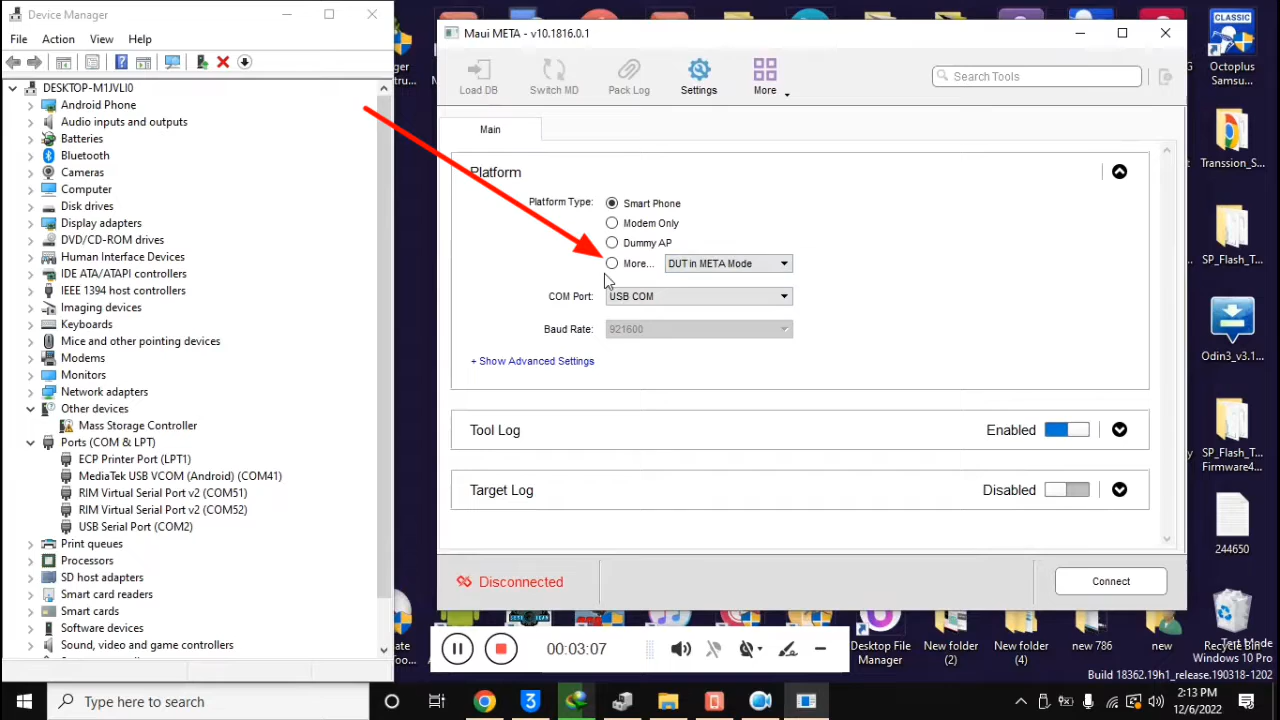 Device Manager
File Action View Help
DESKTOP-M1JVLI0
Android Phone
Audio inputs and outputs
Batteries
Bluetooth
Cameras
Computer
Disk drives
Display adapters
DVD/CD-ROM drives
Human Interface Devices
IDE ATA/ATAPI controllers
IEEE 1394 host controllers
Imaging devices
Keyboards
Mice and other pointing devices
Modems
Monitors
Network adapters
Other devices
Mass Storage Controller
Ports (COM & LPT)
ECP Printer Port (LPT1)
MediaTek USB VCOM (Android) (COM41)
RIM Virtual Serial Port v2 (COM51)
RIM Virtual Serial Port v2 (COM52)
USB Serial Port (COM2)
Print queues
Processors
SD host adapters
Smart card readers
Smart cards
Software devices
Sound, video and game controllers
Maui META - v10.1816.0.1
Load DB Switch MD Pack Log Settings More
Search Tools
Main
Platform
Platform Type: Smart Phone
Modem Only
Dummy AP
More... DUT in META Mode
COM Port: USB COM
Baud Rate: 921600
+ Show Advanced Settings
Tool Log Enabled
Target Log Disabled
Disconnected Connect
CLASSIC
Octoplus
Samsu...
Transsion_S...
SP_Flash_T...
Odin3_v3.1...
SP_Flash_T...
Firmware4...
244650
Recycle Bin
Desktop File
Manager
New folder
(2)
New folder
(4)
new 786
new
00:03:07
Test Mode
Windows 10 Pro
Build 18362.19h1_release.190318-1202
Type here to search
3
2:13 PM
12/6/2022